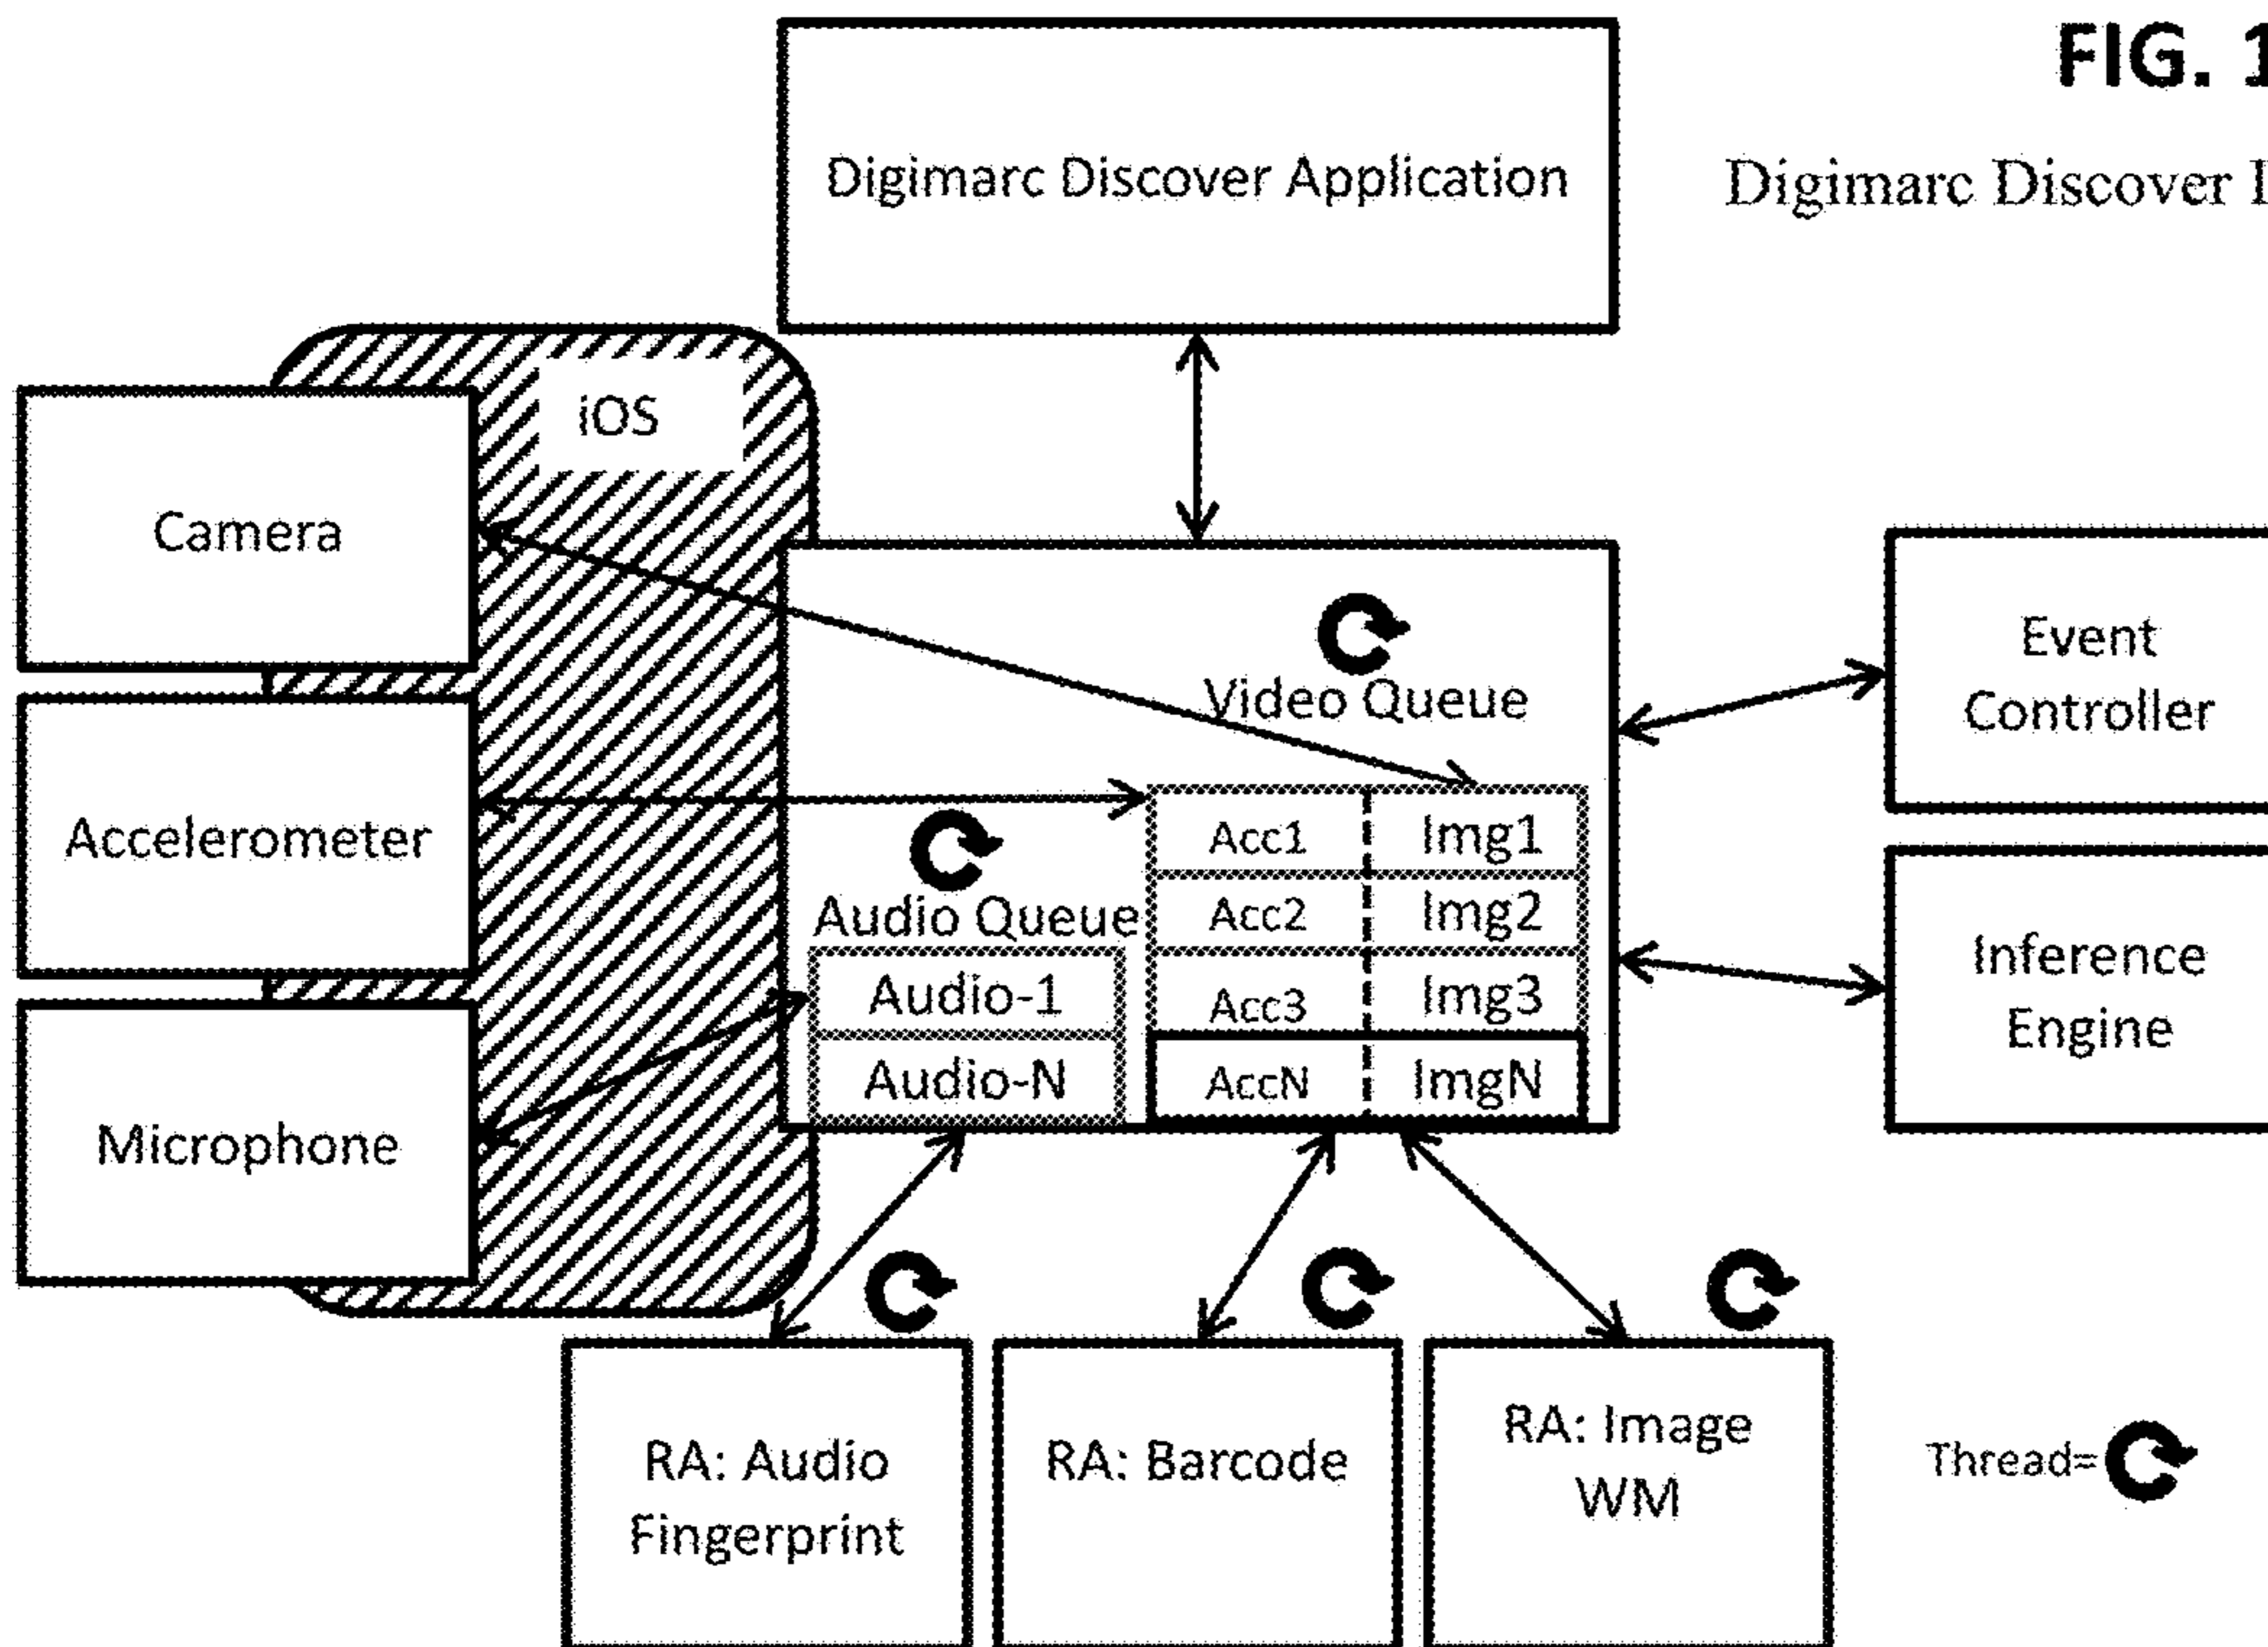 FIG. 1
Digimarc Discover Application
Digimarc Discover
iOS
Camera
Accelerometer
Microphone
Video Queue
Audio Queue
Acc1 Img1
Acc2 Img2
Acc3 Img3
AccN ImgN
Audio-1
Audio-N
Event
Controller
Inference
Engine
RA: Audio
Fingerprint
RA: Barcode
RA: Image
WM
Thread=